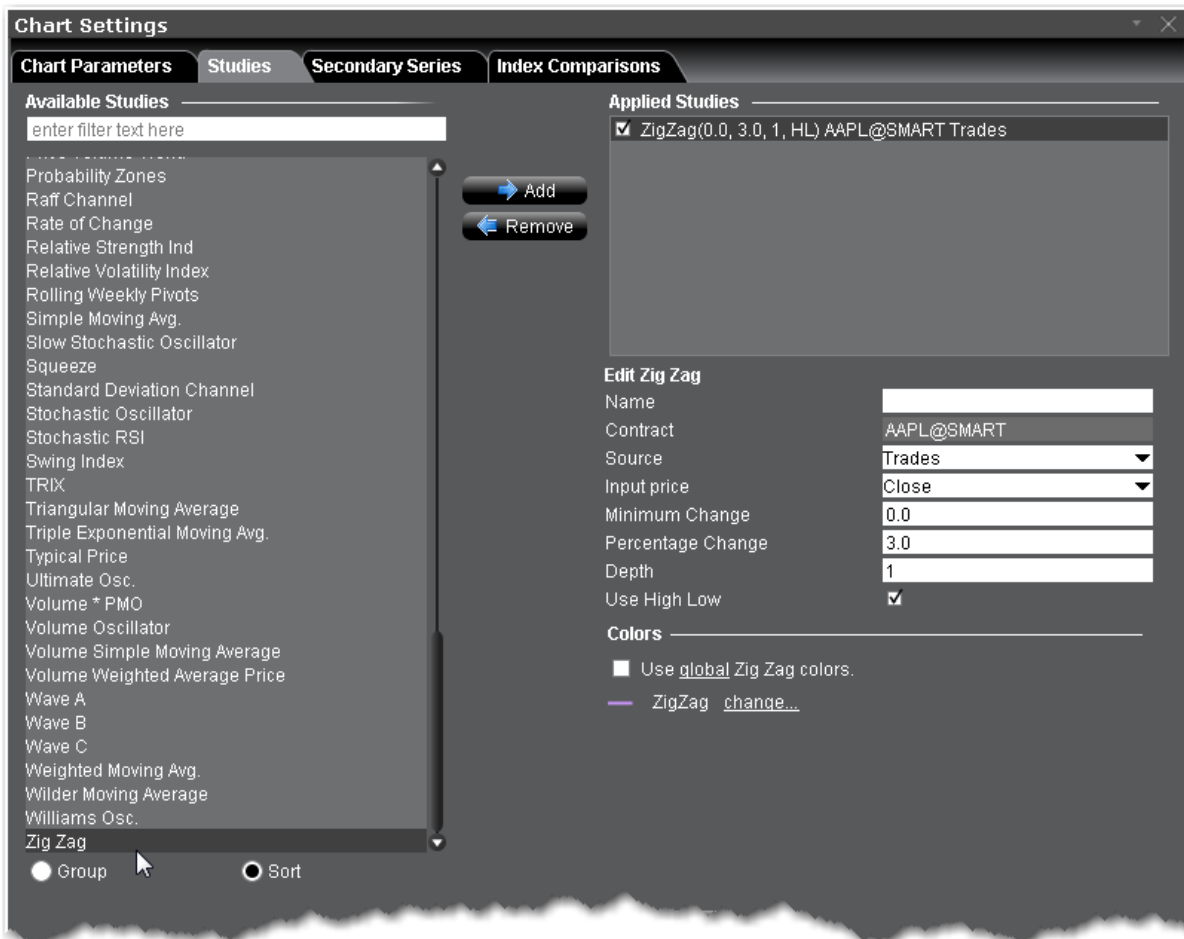 Chart Settings
Chart Parameters
Studies
Secondary Series
Index Comparisons
Available Studies
enter filter text here
Probability Zones
Raff Channel
Rate of Change
Relative Strength Ind
Relative Volatility Index
Rolling Weekly Pivots
Simple Moving Avg.
Slow Stochastic Oscillator
Squeeze
Standard Deviation Channel
Stochastic Oscillator
Stochastic RSI
Swing Index
TRIX
Triangular Moving Average
Triple Exponential Moving Avg.
Typical Price
Ultimate Osc.
Volume * PMO
Volume Oscillator
Volume Simple Moving Average
Volume Weighted Average Price
Wave A
Wave B
Wave C
Weighted Moving Avg.
Wilder Moving Average
Williams Osc.
Zig Zag
Group
Sort
Add
Remove
Applied Studies
ZigZag(0.0, 3.0, 1, HL) AAPL@SMART Trades
Edit Zig Zag
Name
Contract AAPL@SMART
Source Trades
Input price Close
Minimum Change 0.0
Percentage Change 3.0
Depth 1
Use High Low
Colors
Use global Zig Zag colors.
ZigZag change...